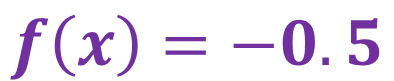 f(x) = −0.5